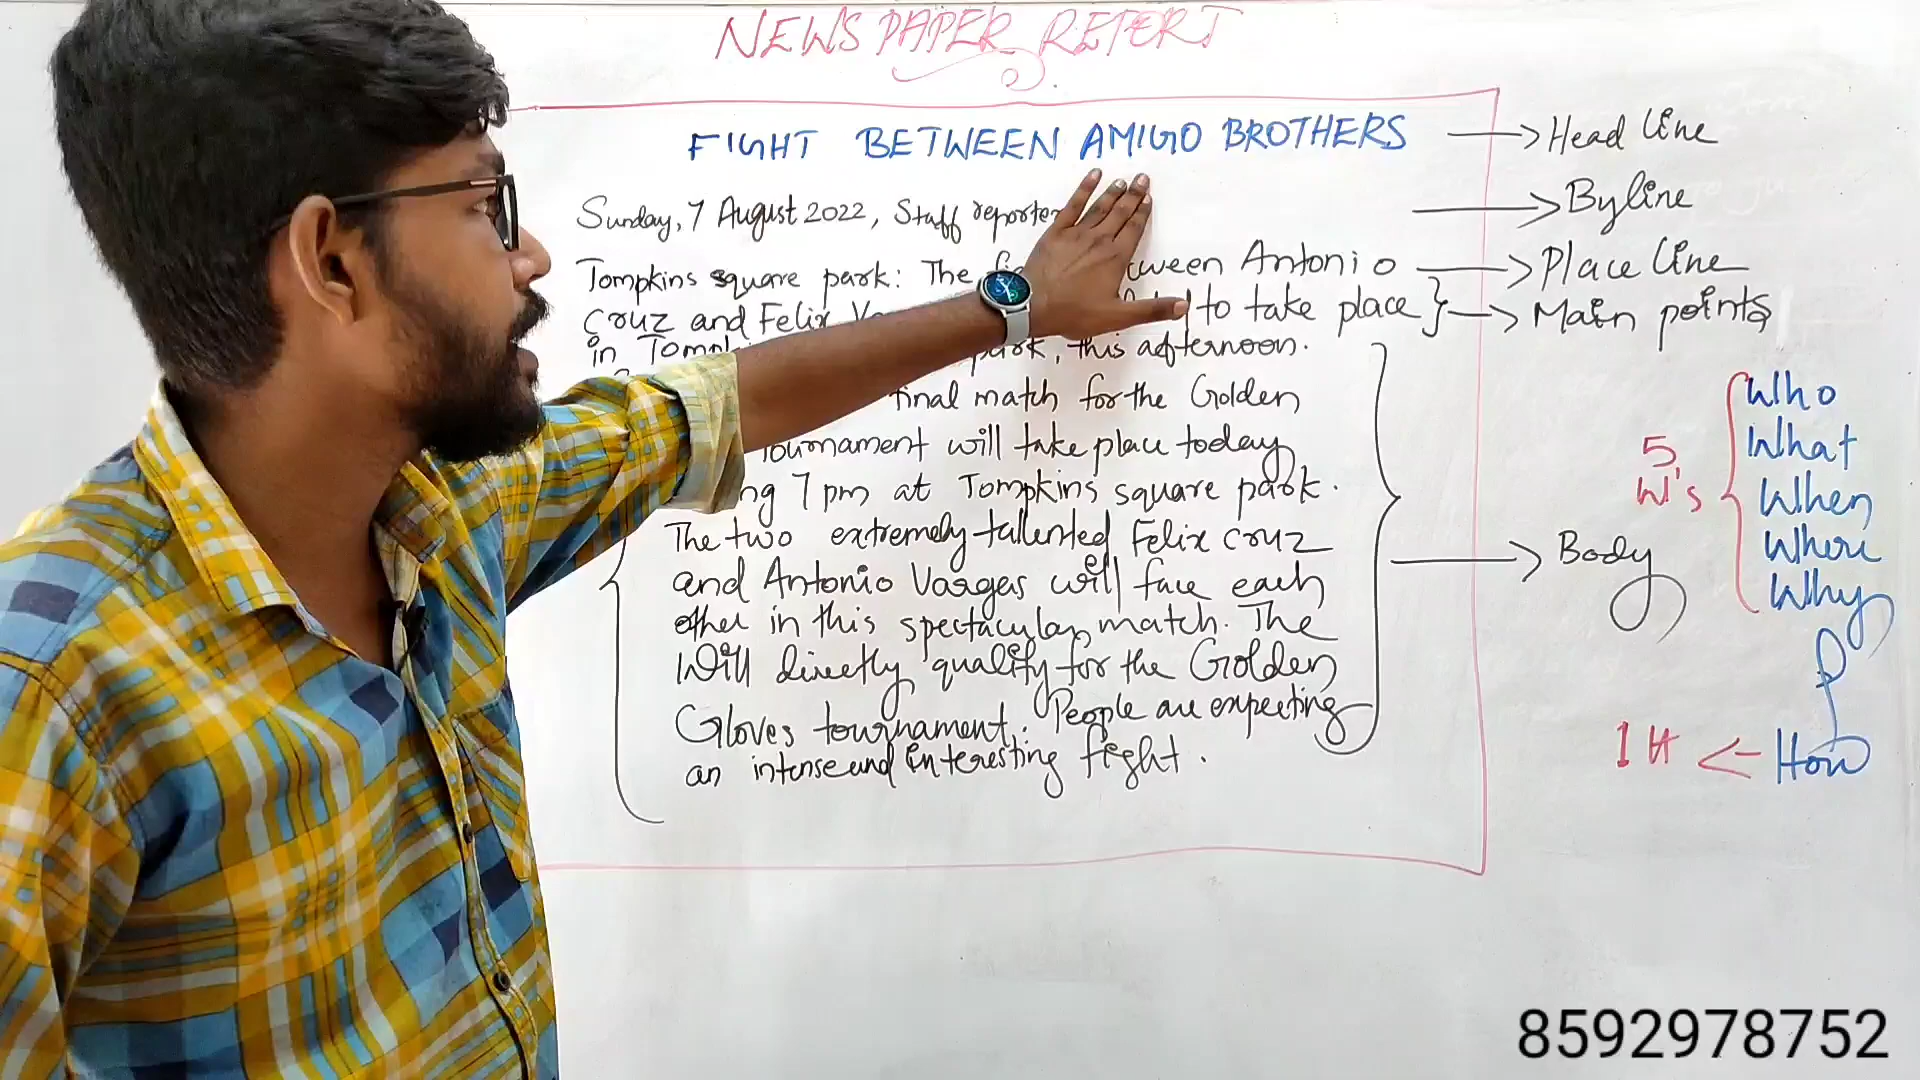 NEWS PAPER REPORT
FIGHT BETWEEN AMIGO BROTHERS → Head line
Sunday, 7 August 2022, Staff reporter → Byline
Tompkins square park: The between Antonio → Place line
Cruz and Felix to take place → Main points
in park, this afternoon.
final match for the Golden
Tournament will take place today
7 pm at Tompkins square park.
The two extremely tallented Felix cruz
and Antonio Vargas will face each
other in this spectacular match. The
Will directly qualify for the Golden
Gloves tournament. People are expecting
an intense and interesting fight.
Body
5 W's
Who
What
When
Where
Why
1 H ← How
8592978752